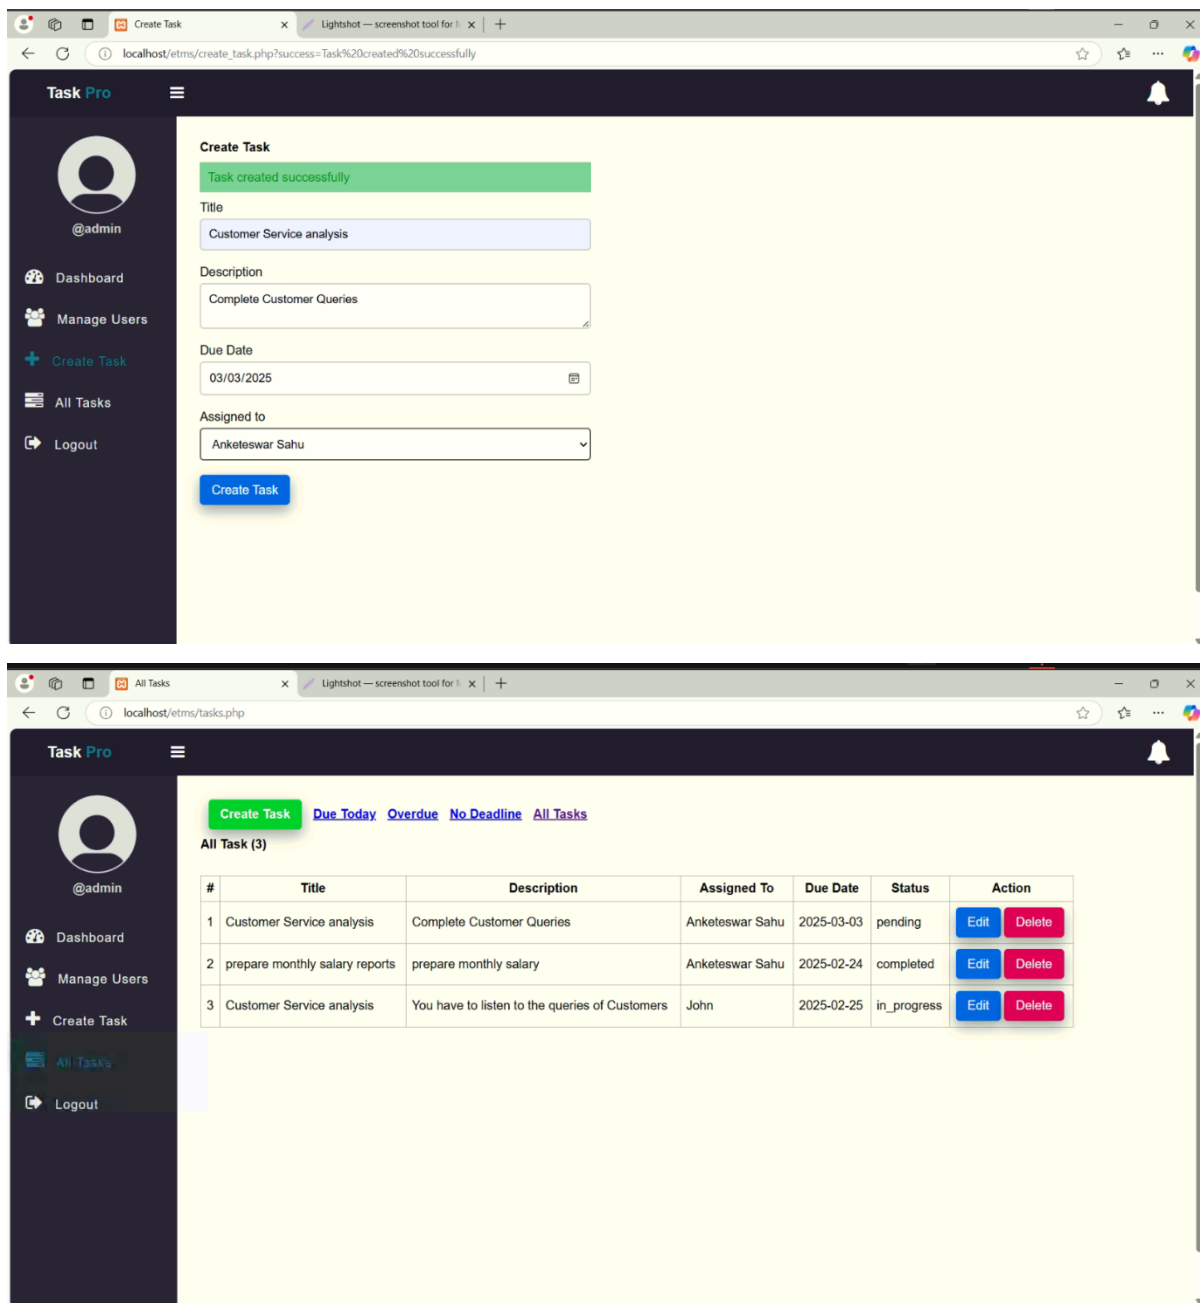 Create Task
Lightshot — screenshot tool for
localhost/etms/create_task.php?success=Task%20created%20successfully
Task Pro
@admin
Dashboard
Manage Users
Create Task
All Tasks
Logout
Create Task
Task created successfully
Title
Customer Service analysis
Description
Complete Customer Queries
Due Date
03/03/2025
Assigned to
Anketeswar Sahu
Create Task
All Tasks
Lightshot — screenshot tool for
localhost/etms/tasks.php
Task Pro
@admin
Dashboard
Manage Users
Create Task
All Tasks
Logout
Create Task Due Today Overdue No Deadline All Tasks
All Task (3)
# Title Description Assigned To Due Date Status Action
1 Customer Service analysis Complete Customer Queries Anketeswar Sahu 2025-03-03 pending Edit Delete
2 prepare monthly salary reports prepare monthly salary Anketeswar Sahu 2025-02-24 completed Edit Delete
3 Customer Service analysis You have to listen to the queries of Customers John 2025-02-25 in_progress Edit Delete